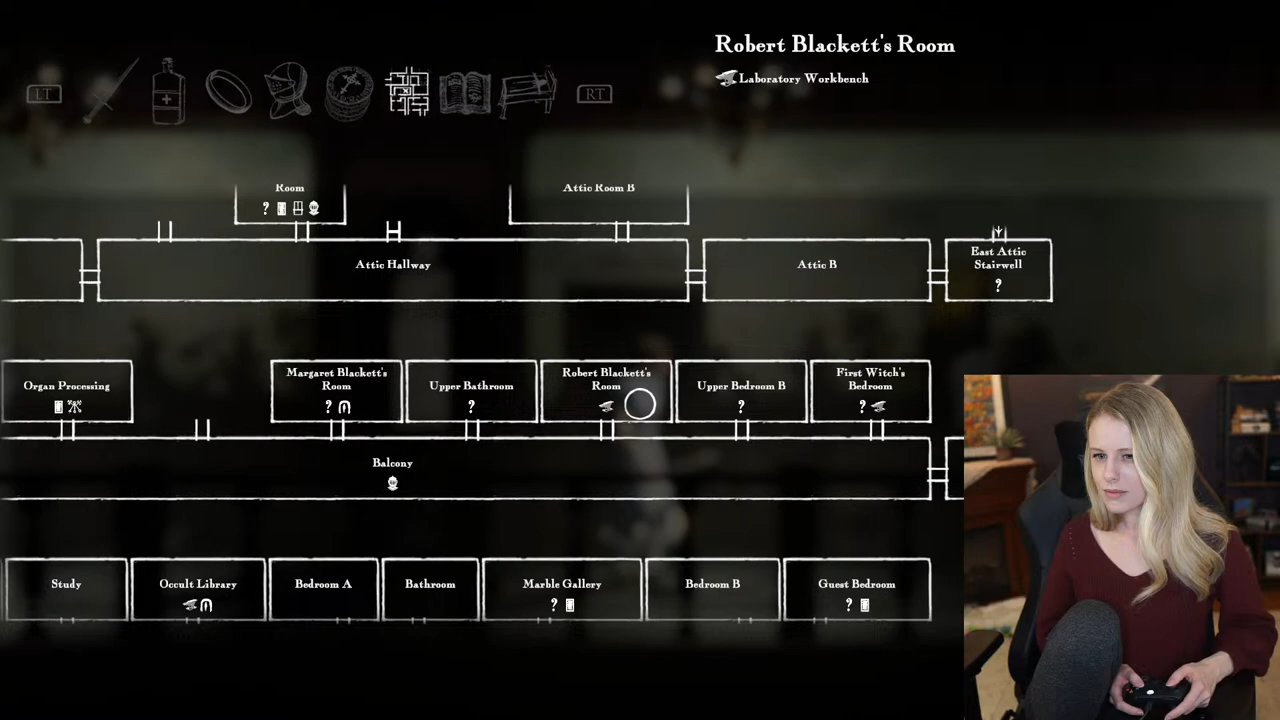 Robert Blackett's Room
LT
RT
Laboratory Workbench
Room
? 
Attic Room B
Attic Hallway
Attic B
East Attic
Stairwell
?
Organ Processing
Margaret Blackett's
Room
?
Upper Bathroom
?
Robert Blackett's
Room
Upper Bedroom B
?
First Witch's
Bedroom
?
Balcony
Study
Occult Library
Bedroom A
Bathroom
Marble Gallery
?
Bedroom B
Guest Bedroom
?